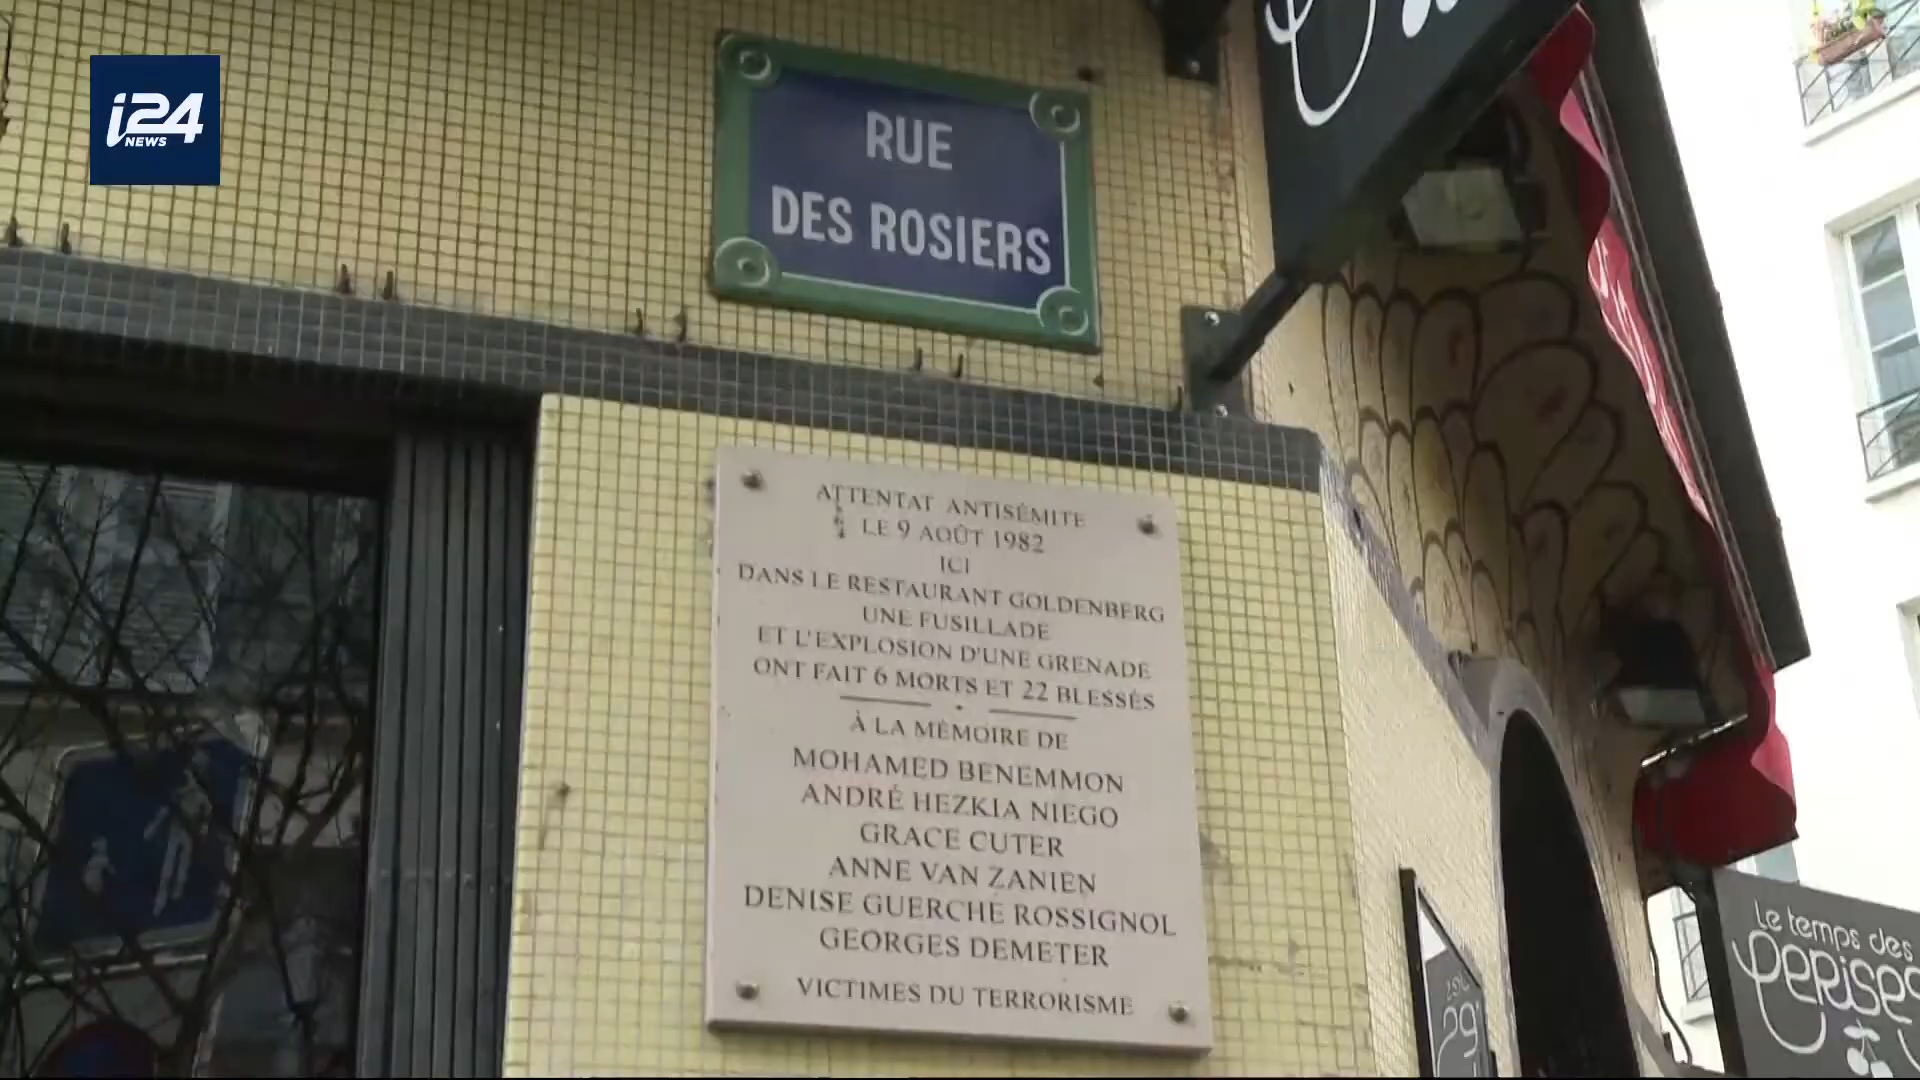 i24
NEWS
RUE
DES ROSIERS
ATTENTAT ANTISÉMITE
LE 9 AOÛT 1982
ICI
DANS LE RESTAURANT GOLDENBERG
UNE FUSILLADE
ET L'EXPLOSION D'UNE GRENADE
ONT FAIT 6 MORTS ET 22 BLESSÉS
À LA MÉMOIRE DE
MOHAMED BENEMMON
ANDRÉ HEZKIA NIEGO
GRACE CUTER
ANNE VAN ZANIEN
DENISE GUERCHE ROSSIGNOL
GEORGES DEMETER
VICTIMES DU TERRORISME
Le temps des
29